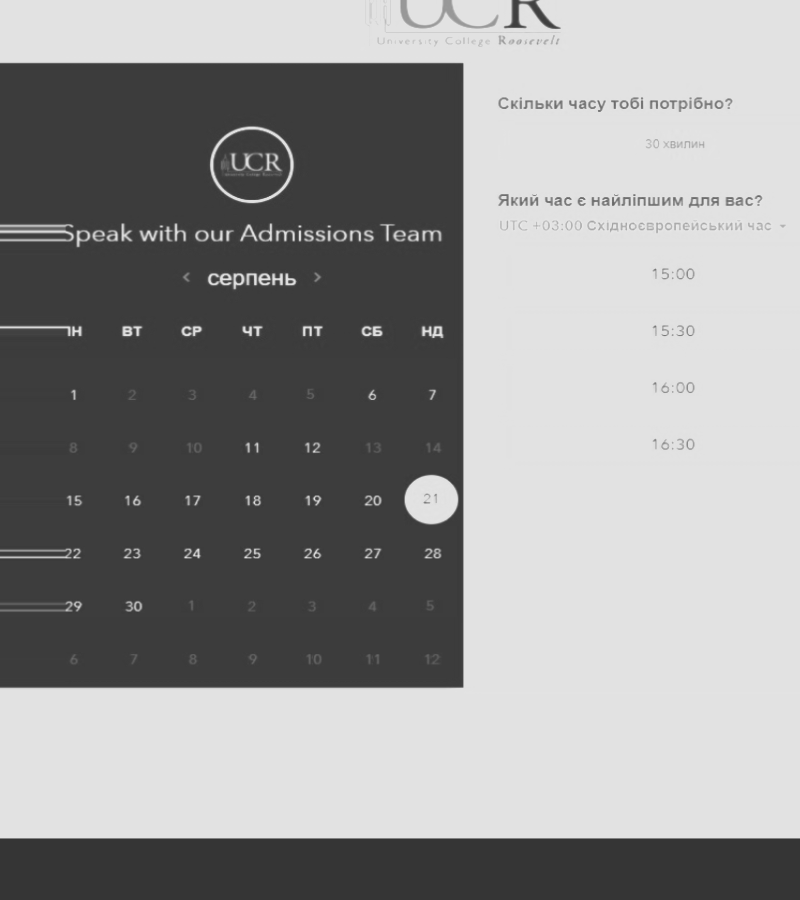 UCR
University College Roosevelt
UCR
Speak with our Admissions Team
‹ серпень ›
ПН ВТ СР ЧТ ПТ СБ НД
1 2 3 4 5 6 7
8 9 10 11 12 13 14
15 16 17 18 19 20 21
22 23 24 25 26 27 28
29 30 1 2 3 4 5
6 7 8 9 10 11 12
Скільки часу тобі потрібно?
30 хвилин
Який час є найліпшим для вас?
UTC +03:00 Східноєвропейський час
15:00
15:30
16:00
16:30